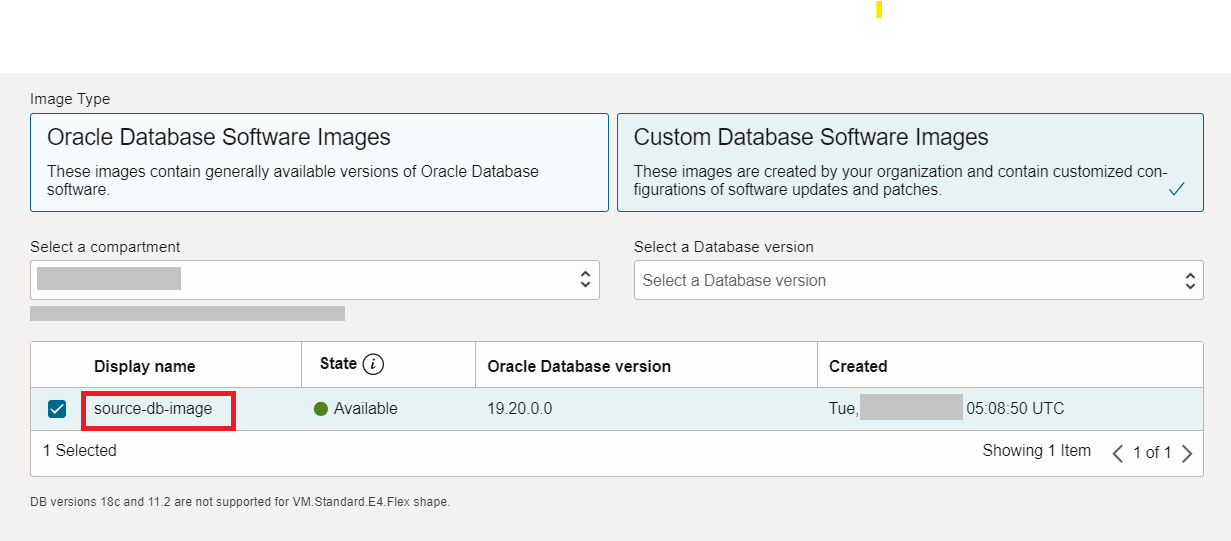 Image Type
Oracle Database Software Images
These images contain generally available versions of Oracle Database
software.
Custom Database Software Images
These images are created by your organization and contain customized con-
figurations of software updates and patches.
Select a compartment
Select a Database version
Select a Database version
Display name State i Oracle Database version Created
source-db-image Available 19.20.0.0 Tue, 05:08:50 UTC
1 Selected Showing 1 Item 1 of 1
DB versions 18c and 11.2 are not supported for VM.Standard.E4.Flex shape.